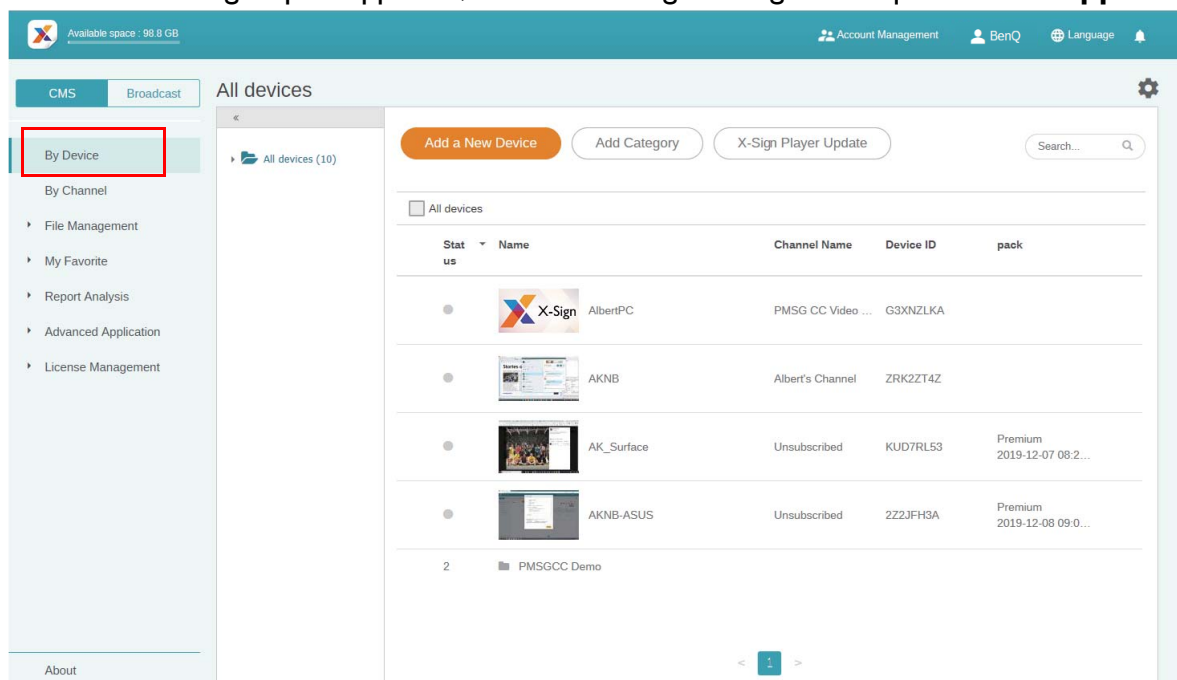 Available space : 98.8 GB
Account Management
BenQ
Language
CMS
Broadcast
All devices
«
By Device
By Channel
File Management
My Favorite
Report Analysis
Advanced Application
License Management
About
All devices (10)
Add a New Device
Add Category
X-Sign Player Update
Search...
All devices
Stat
us
Name
Channel Name
Device ID
pack
X-Sign
AlbertPC
PMSG CC Video ...
G3XNZLKA
AKNB
Albert's Channel
ZRK2ZT4Z
AK_Surface
Unsubscribed
KUD7RL53
Premium
2019-12-07 08:2...
AKNB-ASUS
Unsubscribed
2Z2JFH3A
Premium
2019-12-08 09:0...
2
PMSGCC Demo
< 1 >